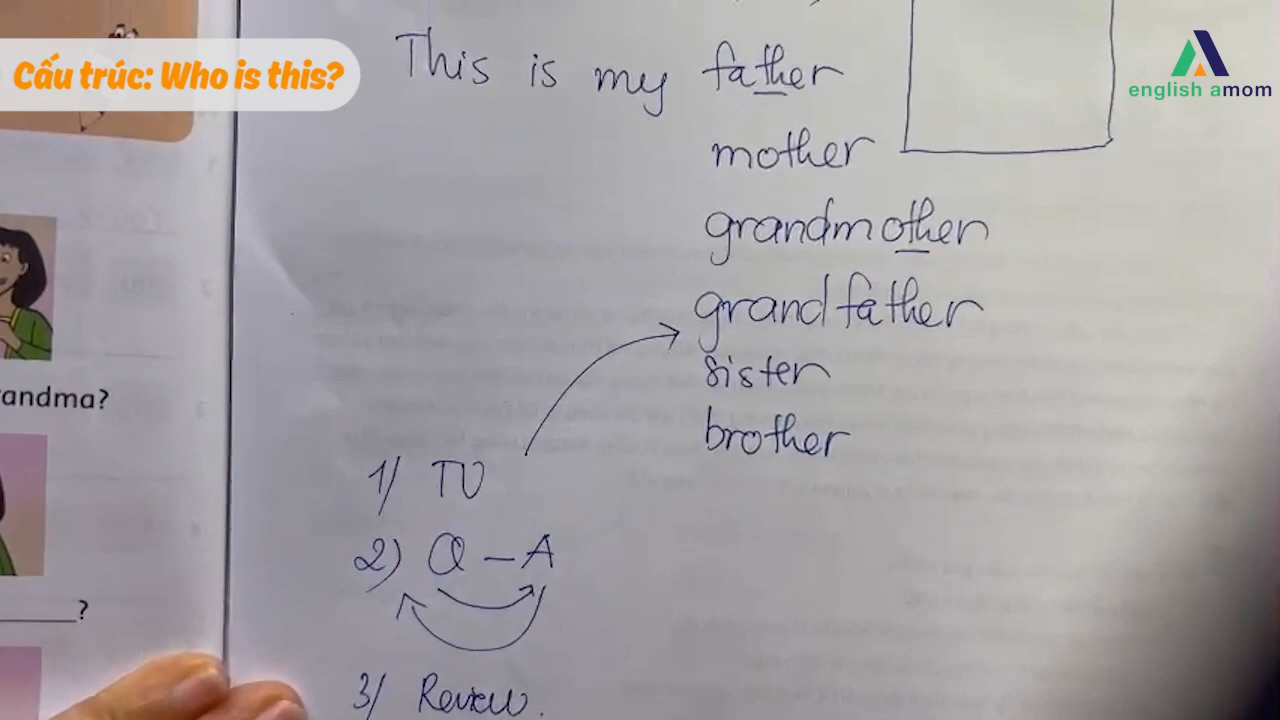 Cấu trúc: Who is this?
english amom
This is my father
mother
grandmother
grandfather
sister
brother
andma?
1/ TV
2) Q – A
?
3/ Review.